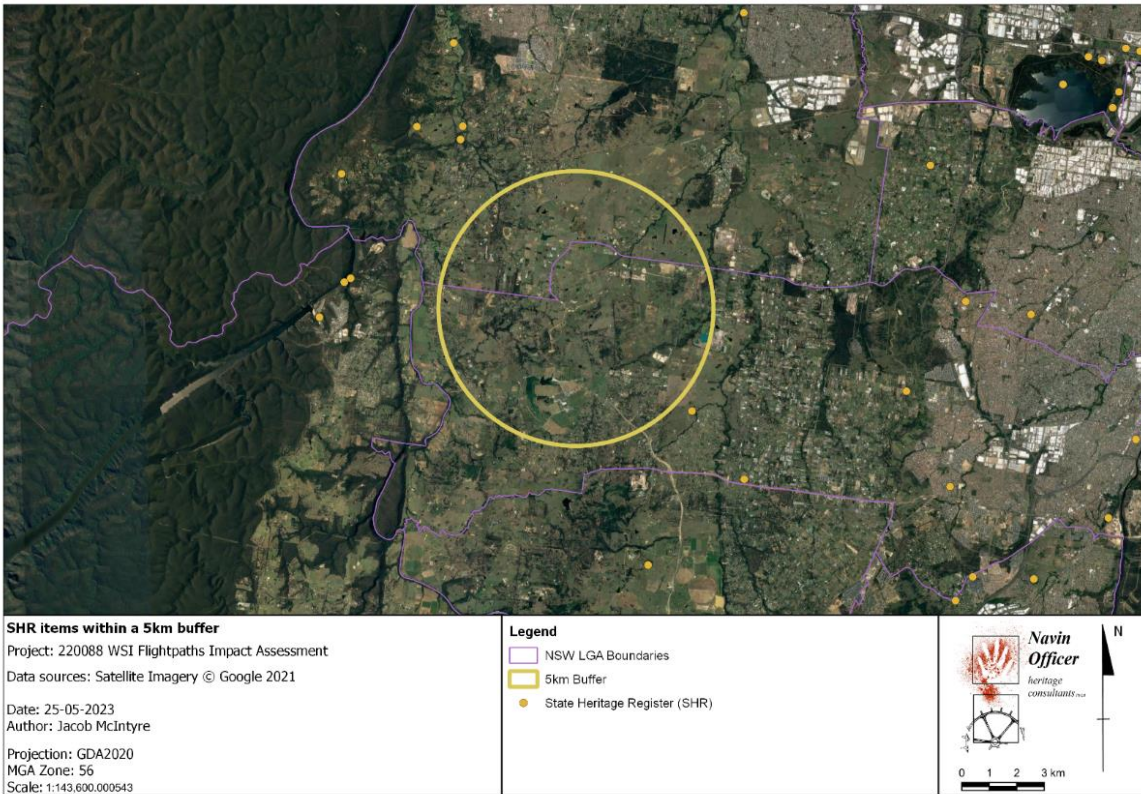 SHR items within a 5km buffer
Project: 220088 WSI Flightpaths Impact Assessment
Data sources: Satellite Imagery © Google 2021
Date: 25-05-2023
Author: Jacob McIntyre
Projection: GDA2020
MGA Zone: 56
Scale: 1:143,600.000543
Legend
NSW LGA Boundaries
5km Buffer
State Heritage Register (SHR)
Navin
Officer
heritage
consultants
N
0 1 2 3 km